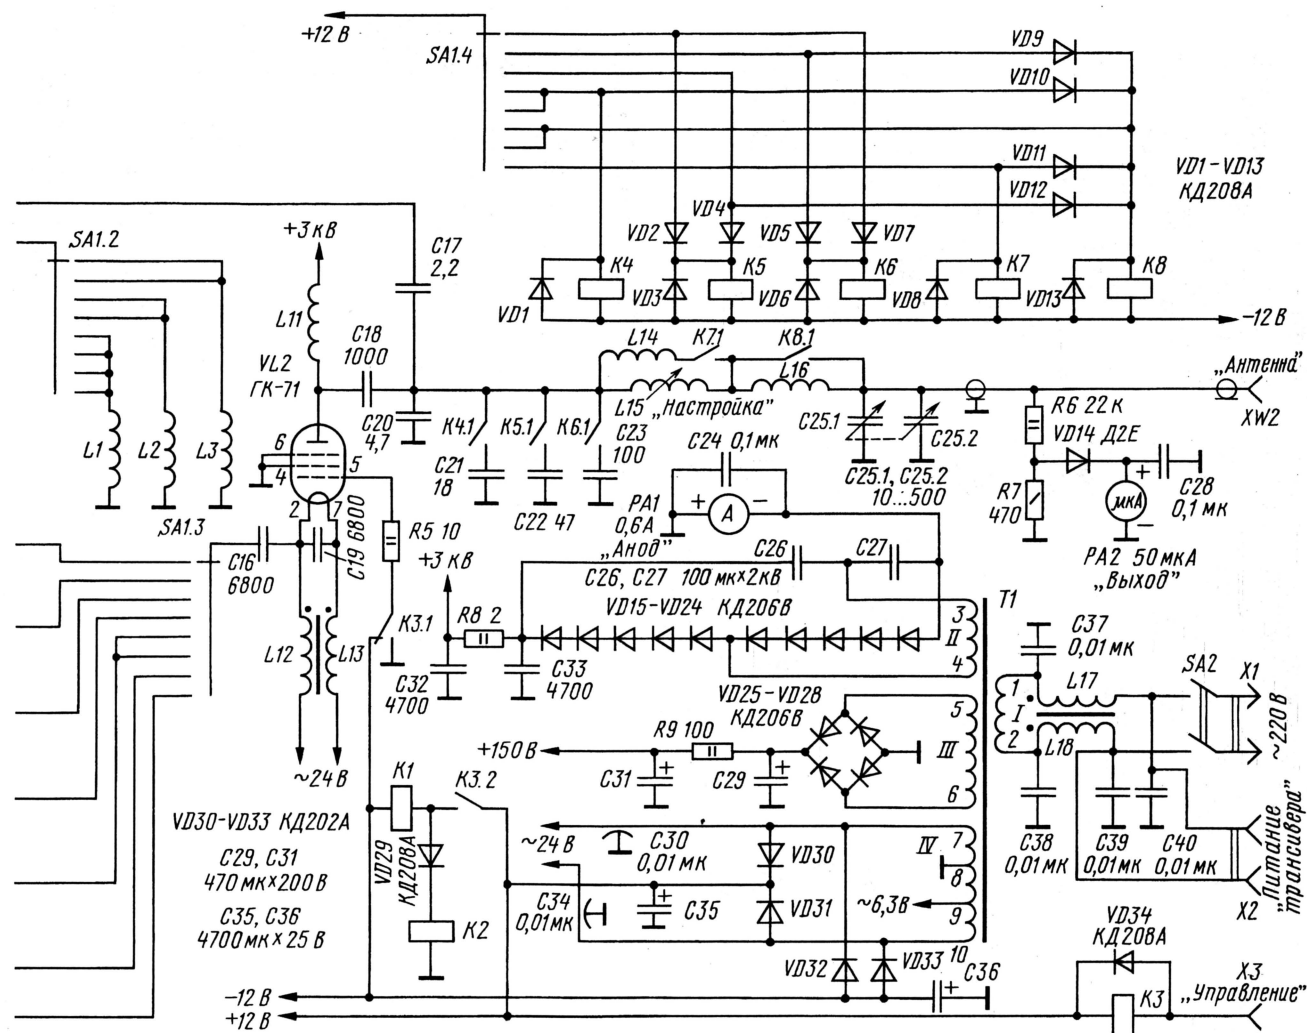 +12 В
SA1.4
VD9
VD10
VD11
VD12
VD1-VD13
КД208А
SA1.2
+3 кВ
C17
2,2
VD2
VD4
VD5
VD7
K4
K5
K6
K7
K8
VD1
VD3
VD6
VD8
VD13
-12 В
L11
C18
1000
VL2
ГК-71
L14
K7.1
K8.1
L15
„Настройка"
L16
„Антенна"
XW2
C20
4,7
K4.1
K5.1
K6.1
C21
18
C22 47
C23
100
C24 0,1 мк
C25.1
C25.2
C25.1, C25.2
10...500
R6 22 к
VD14 Д2Е
R7
470
мкА
+
−
C28
0,1 мк
PA2 50 мкА
„Выход"
L1
L2
L3
6
4
5
2
7
SA1.3
C16
6800
C19 6800
R5 10
PA1
0,6А
„Анод"
+
A
−
C26
C27
C26, C27 100 мк×2кВ
VD15-VD24 КД206В
+3 кВ
R8 2
K3.1
C32
4700
C33
4700
L12
L13
~24 В
T1
3
II
4
5
III
6
7
IV
8
9
10
1
I
2
C37
0,01 мк
L17
L18
SA2
X1
~220 В
VD25-VD28
КД206В
+150 В
R9 100
C31
+
C29
+
K1
K3.2
VD29
КД208А
K2
VD30-VD33 КД202А
C29, C31
470 мк×200 В
C35, C36
4700 мк×25 В
~24 В
C30
0,01 мк
VD30
VD31
C34
0,01 мк
+
C35
~6,3В
VD32
VD33
C36
+
C38
0,01 мк
C39
0,01 мк
C40
0,01 мк
„Питание
трансивера"
X2
VD34
КД208А
K3
X3
„Управление"
-12 В
+12 В